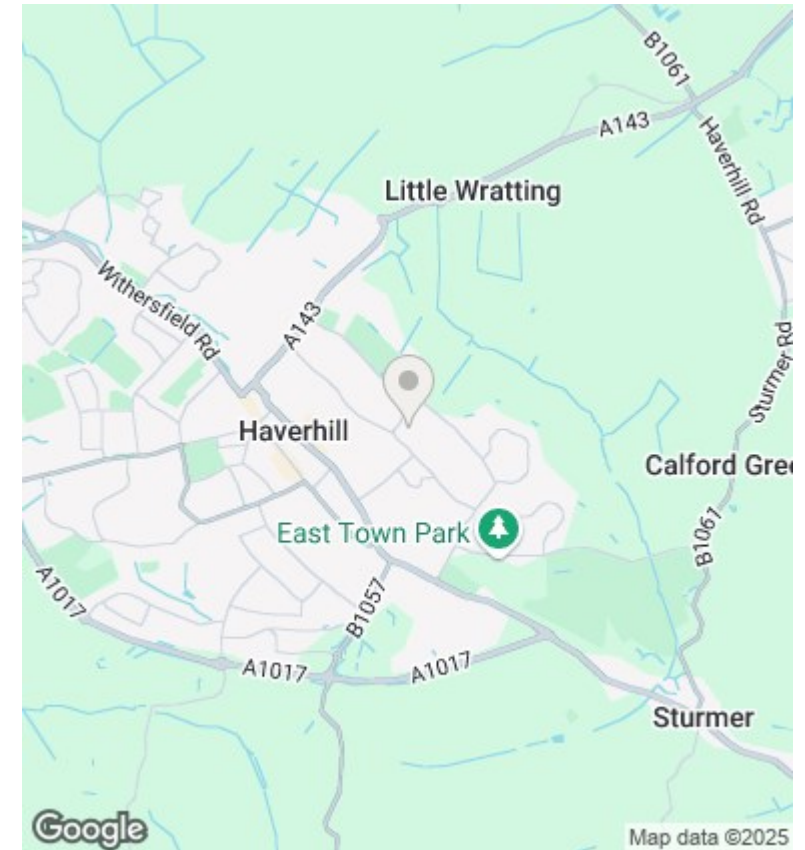 B1061
A143
Haverhill Rd
Little Wratting
Withersfield Rd
A143
Sturmer Rd
Haverhill
Calford Gree
East Town Park
B1061
A1017
B1057
A1017
A1017
Sturmer
Google
Map data ©2025